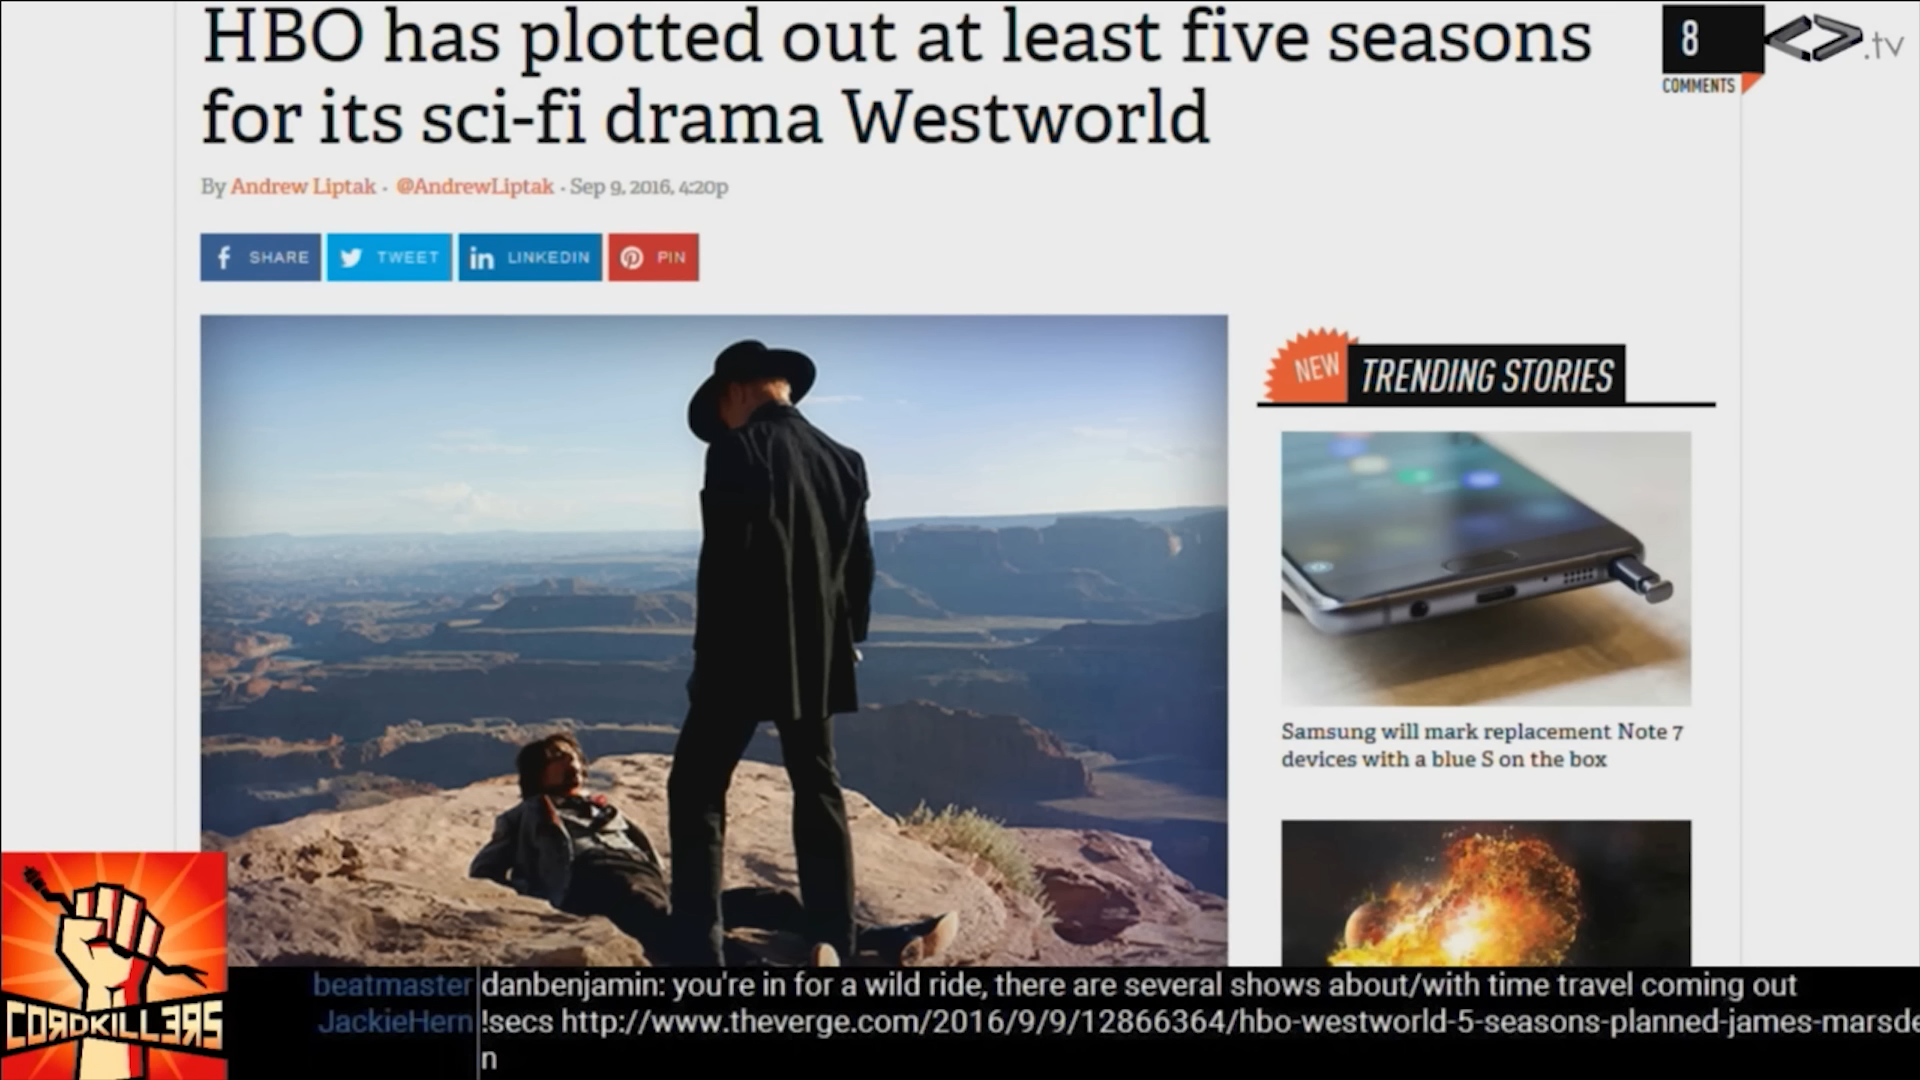 HBO has plotted out at least five seasons
for its sci-fi drama Westworld
8
COMMENTS
.tv
By Andrew Liptak · @AndrewLiptak · Sep 9, 2016, 4:20p
f SHARE
TWEET
in LINKEDIN
PIN
NEW
TRENDING STORIES
Samsung will mark replacement Note 7
devices with a blue S on the box
CORDKILL3RS
beatmaster danbenjamin: you're in for a wild ride, there are several shows about/with time travel coming out
JackieHern !secs http://www.theverge.com/2016/9/9/12866364/hbo-westworld-5-seasons-planned-james-marsde
n